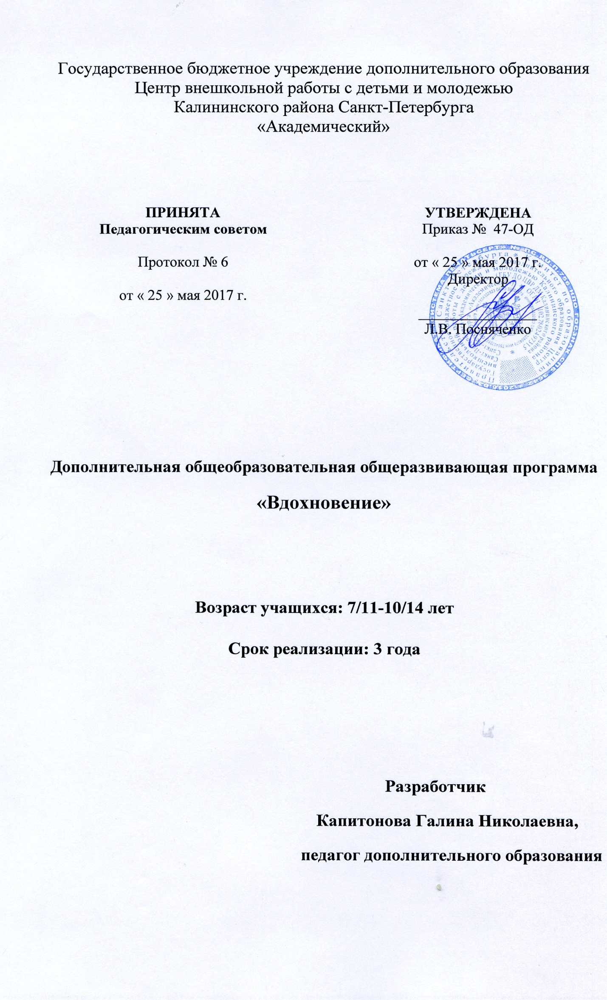 Государственное бюджетное учреждение дополнительного образования
Центр внешкольной работы с детьми и молодежью
Калининского района Санкт-Петербурга
«Академический»
ПРИНЯТА
Педагогическим советом
Протокол № 6
от « 25 » мая 2017 г.
УТВЕРЖДЕНА
Приказ №  47-ОД
от « 25 » мая 2017 г.
Директор
Л.В. Посняченко
Дополнительная общеобразовательная общеразвивающая программа
«Вдохновение»
Возраст учащихся: 7/11-10/14 лет
Срок реализации: 3 года
Разработчик
Капитонова Галина Николаевна,
педагог дополнительного образования